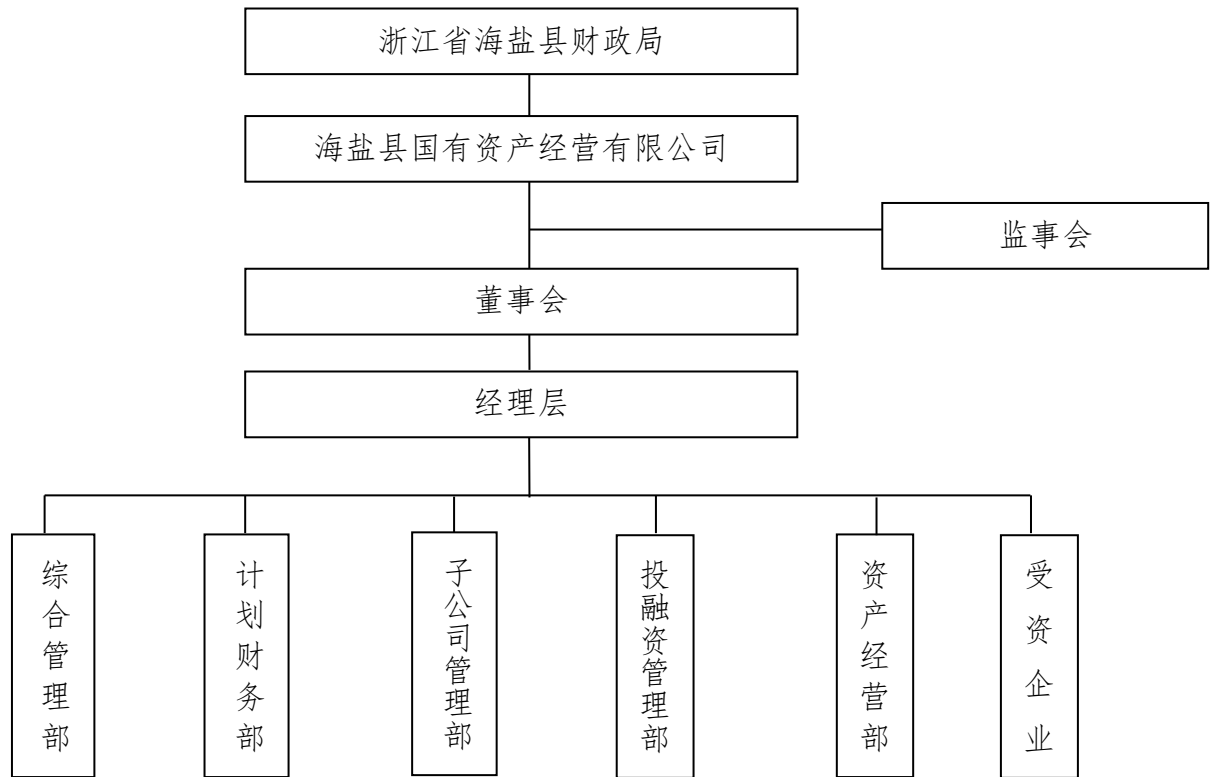 浙江省海盐县财政局
海盐县国有资产经营有限公司
监事会
董事会
经理层
综合管理部
计划财务部
子公司管理部
投融资管理部
资产经营部
受资企业